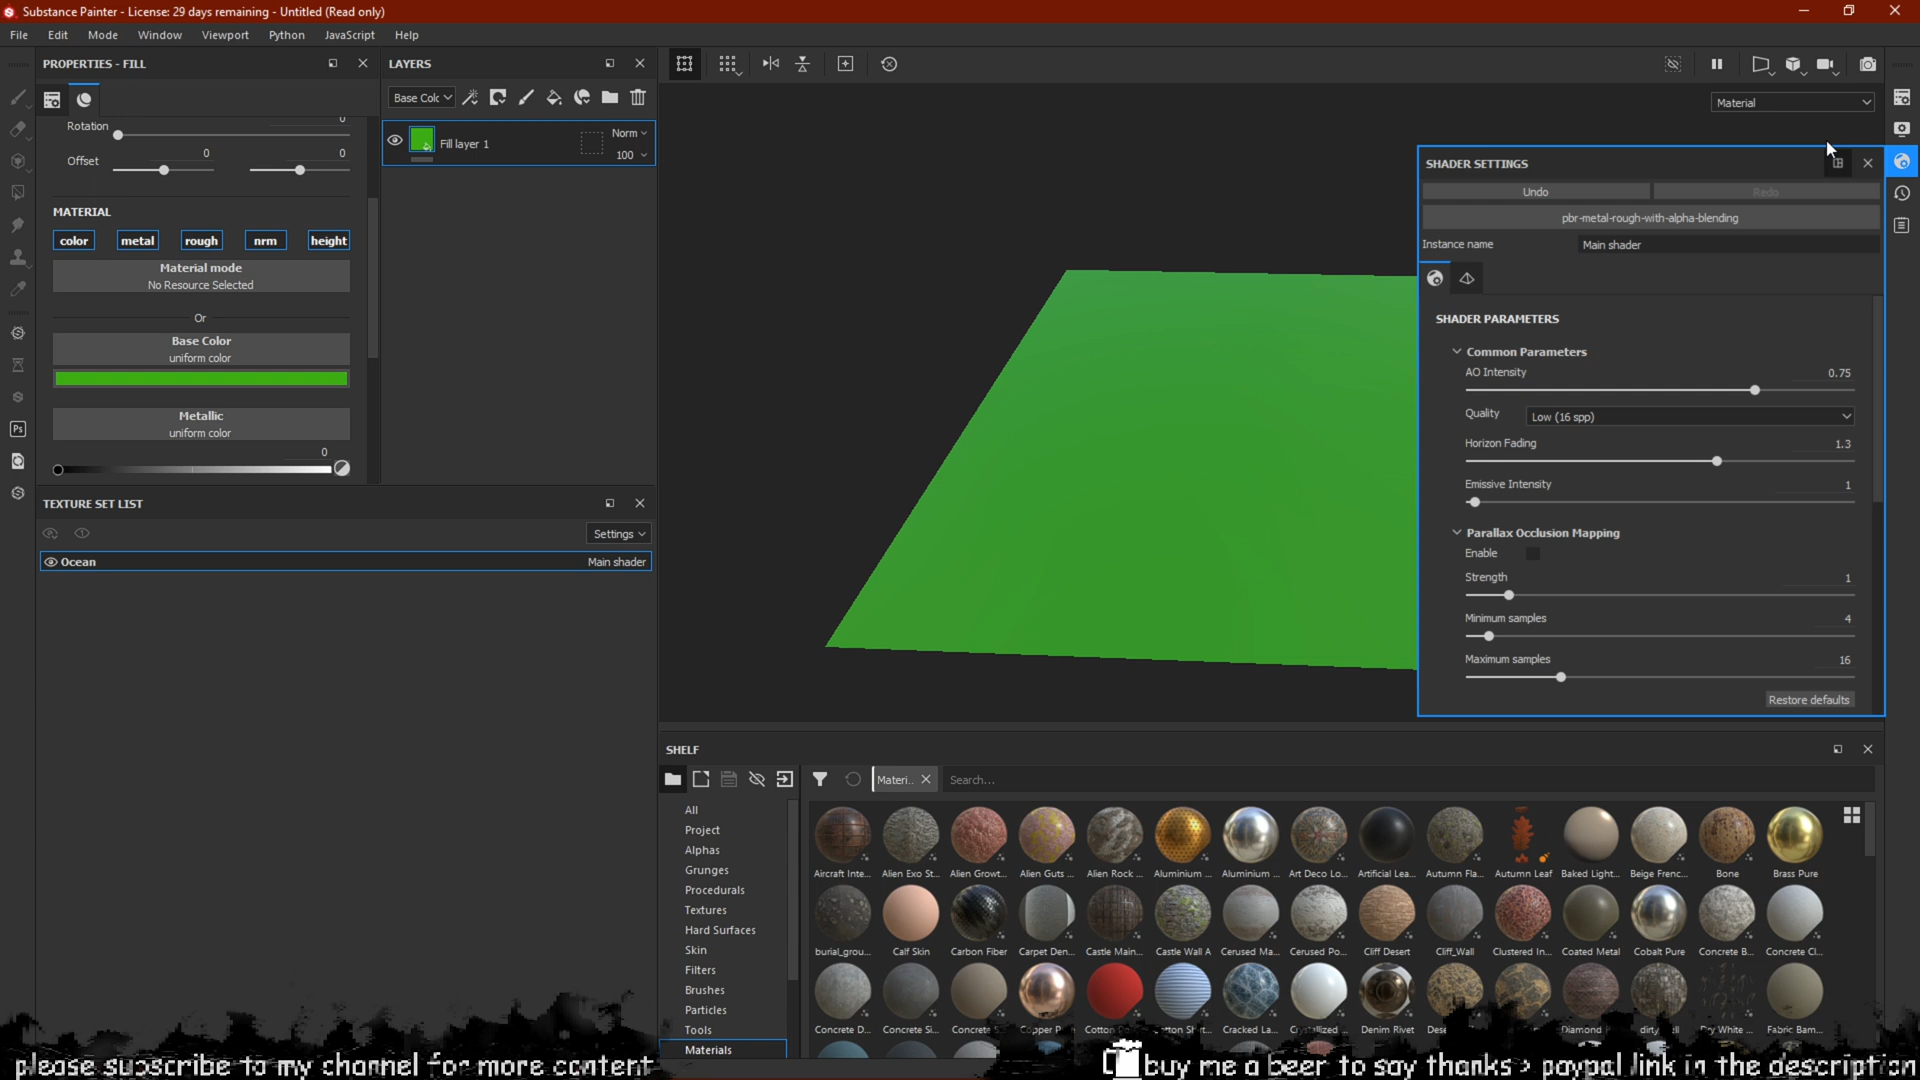 Substance Painter - License: 29 days remaining - Untitled (Read only)
File Edit Mode Window Viewport Python JavaScript Help
PROPERTIES - FILL
LAYERS
Base Colc
Material
Rotation
0
Offset
0
0
Fill layer 1
Norm
100
MATERIAL
color metal rough nrm height
Material mode
No Resource Selected
Or
Base Color
uniform color
Metallic
uniform color
0
TEXTURE SET LIST
Settings
Ocean
Main shader
Ps
SHADER SETTINGS
Undo
Redo
pbr-metal-rough-with-alpha-blending
Instance name
Main shader
SHADER PARAMETERS
Common Parameters
AO Intensity
0.75
Quality
Low (16 spp)
Horizon Fading
1.3
Emissive Intensity
1
Parallax Occlusion Mapping
Enable
Strength
1
Minimum samples
4
Maximum samples
16
Restore defaults
SHELF
Materi..
Search...
All
Project
Alphas
Grunges
Procedurals
Textures
Hard Surfaces
Skin
Filters
Brushes
Particles
Tools
Materials
Aircraft Inte... Alien Exo St... Alien Growt... Alien Guts ... Alien Rock ... Aluminium ... Aluminium ... Art Deco Lo... Artificial Lea... Autumn Fla... Autumn Leaf Baked Light... Beige Frenc... Bone Brass Pure
burial_grou... Calf Skin Carbon Fiber Carpet Den... Castle Main... Castle Wall A Cerused Ma... Cerused Po... Cliff Desert Cliff_Wall Clustered In... Coated Metal Cobalt Pure Concrete B... Concrete Cl...
Concrete D... Concrete Si... Concrete Copper Cotton Cracked La... Denim Rivet Diamond White ... Fabric Bam...
please subscribe to my channel for more content
buy me a beer to say thanks > paypal link in the description